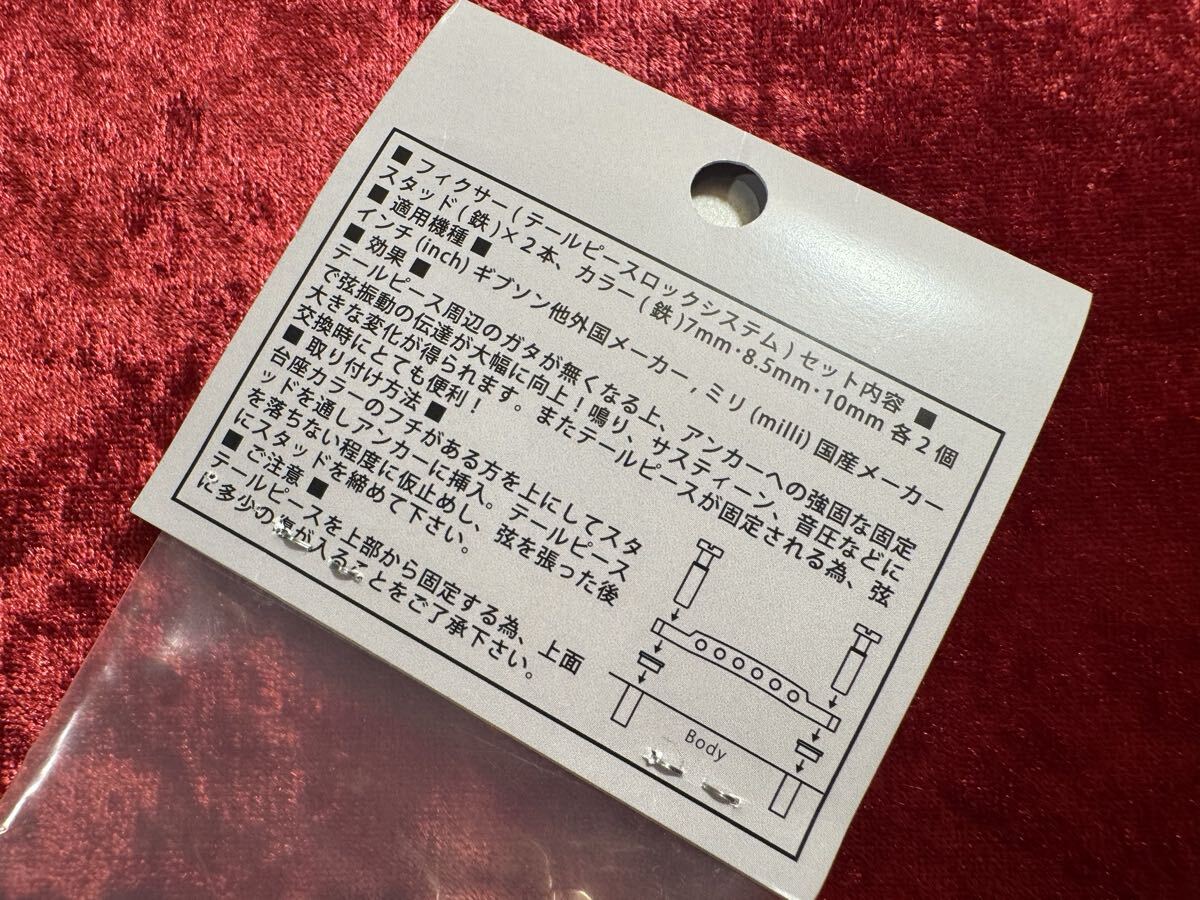 ■ フィクサー ( テールピースロックシステム ) セット内容 ■
スタッド ( 鉄 )× 2 本、カラー ( 鉄 )7mm・8.5mm・10mm 各 2 個
■ 適用機種 ■
インチ (inch) ギブソン他外国メーカー , ミリ (milli) 国産メーカー
■ 効果 ■
テールピース周辺のガタが無くなる上、アンカーへの強固な固定
で弦振動の伝達が大幅に向上！鳴り、サスティーン、音圧などに
大きな変化が得られます。またテールピースが固定される為、弦
交換時にとても便利！
■ 取り付け方法 ■
台座カラーのフチがある方を上にしてスタ
ッドを通しアンカーに挿入。テールピース
を落ちない程度に仮止めし、弦を張った後
にスタッドを締めて下さい。
■ ご注意 ■
テールピースを上部から固定する為、上面
に多少の傷が入ることをご了承下さい。
Body